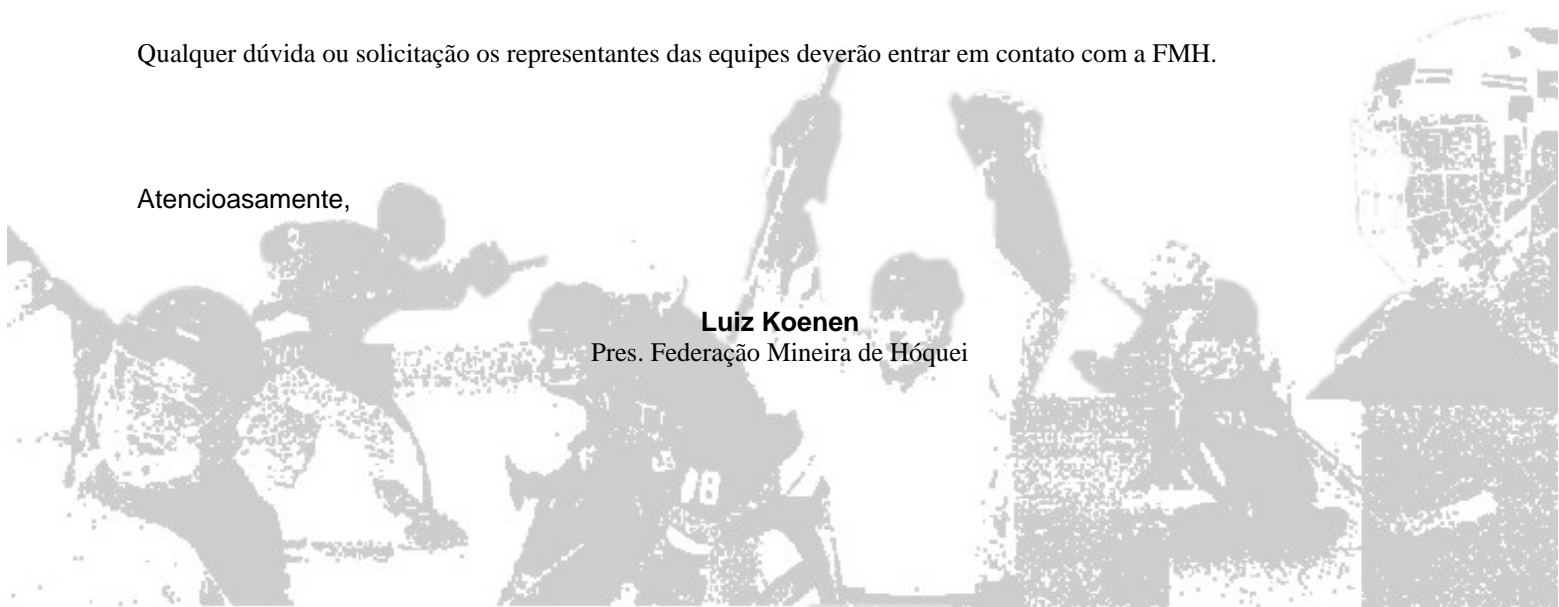 Qualquer dúvida ou solicitação os representantes das equipes deverão entrar em contato com a FMH.
Atencioasamente,
Luiz Koenen
Pres. Federação Mineira de Hóquei
18